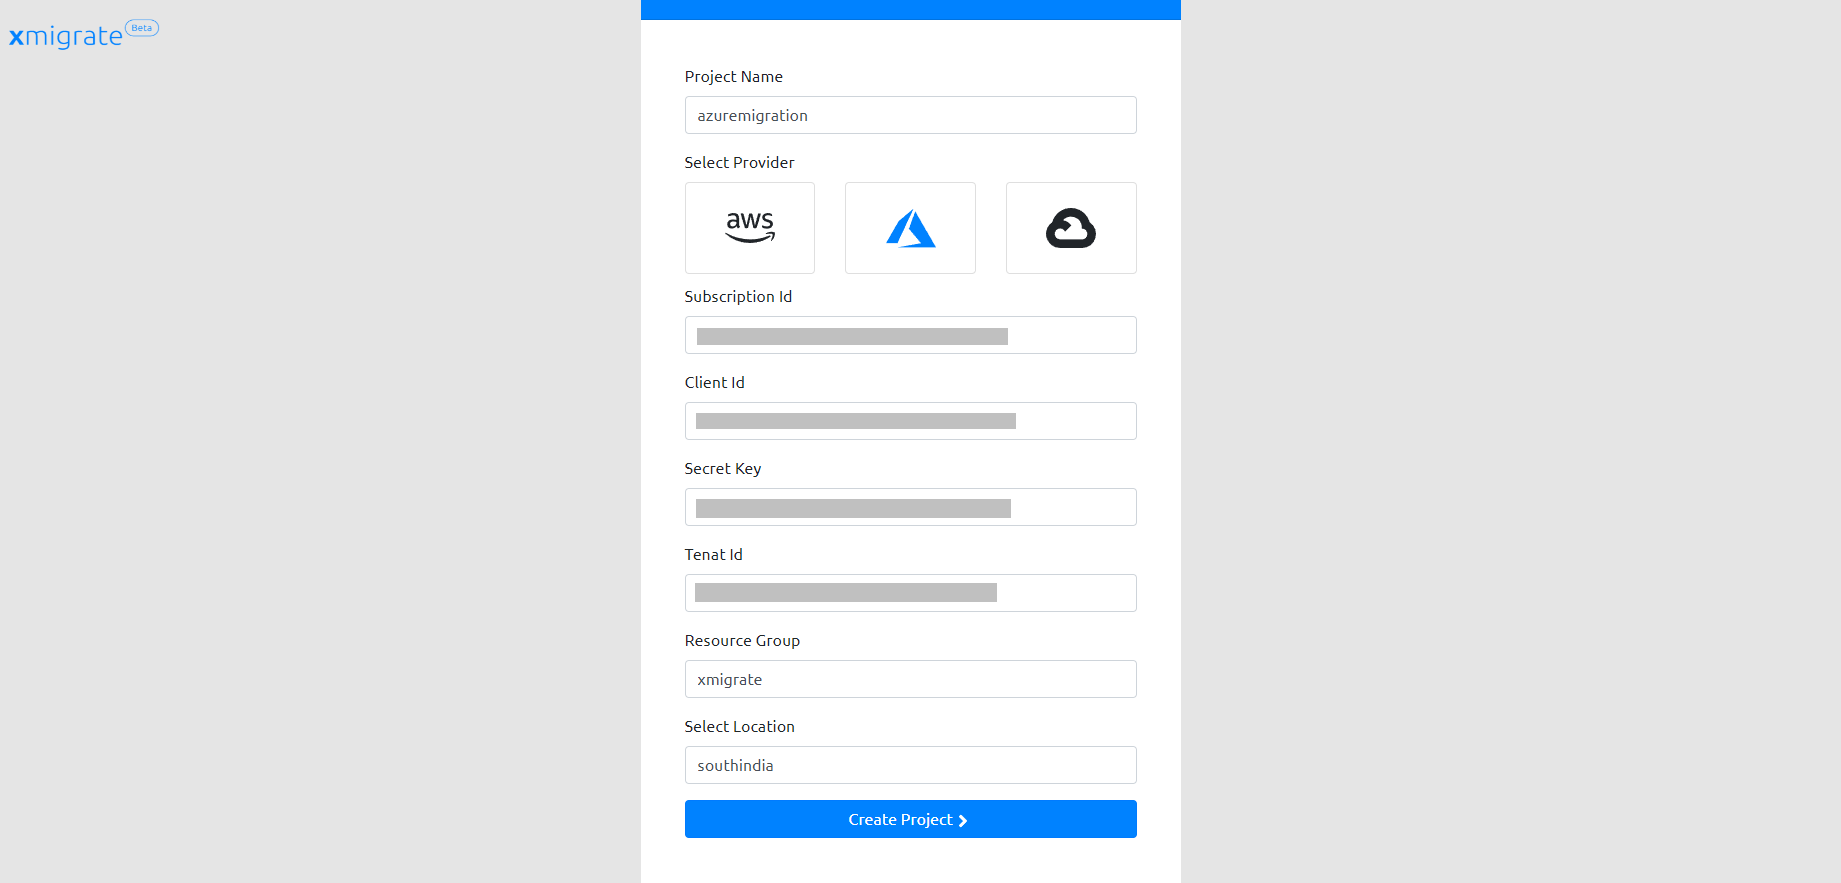 xmigrate Beta
Project Name
azuremigration
Select Provider
aws
Subscription Id
Client Id
Secret Key
Tenat Id
Resource Group
xmigrate
Select Location
southindia
Create Project